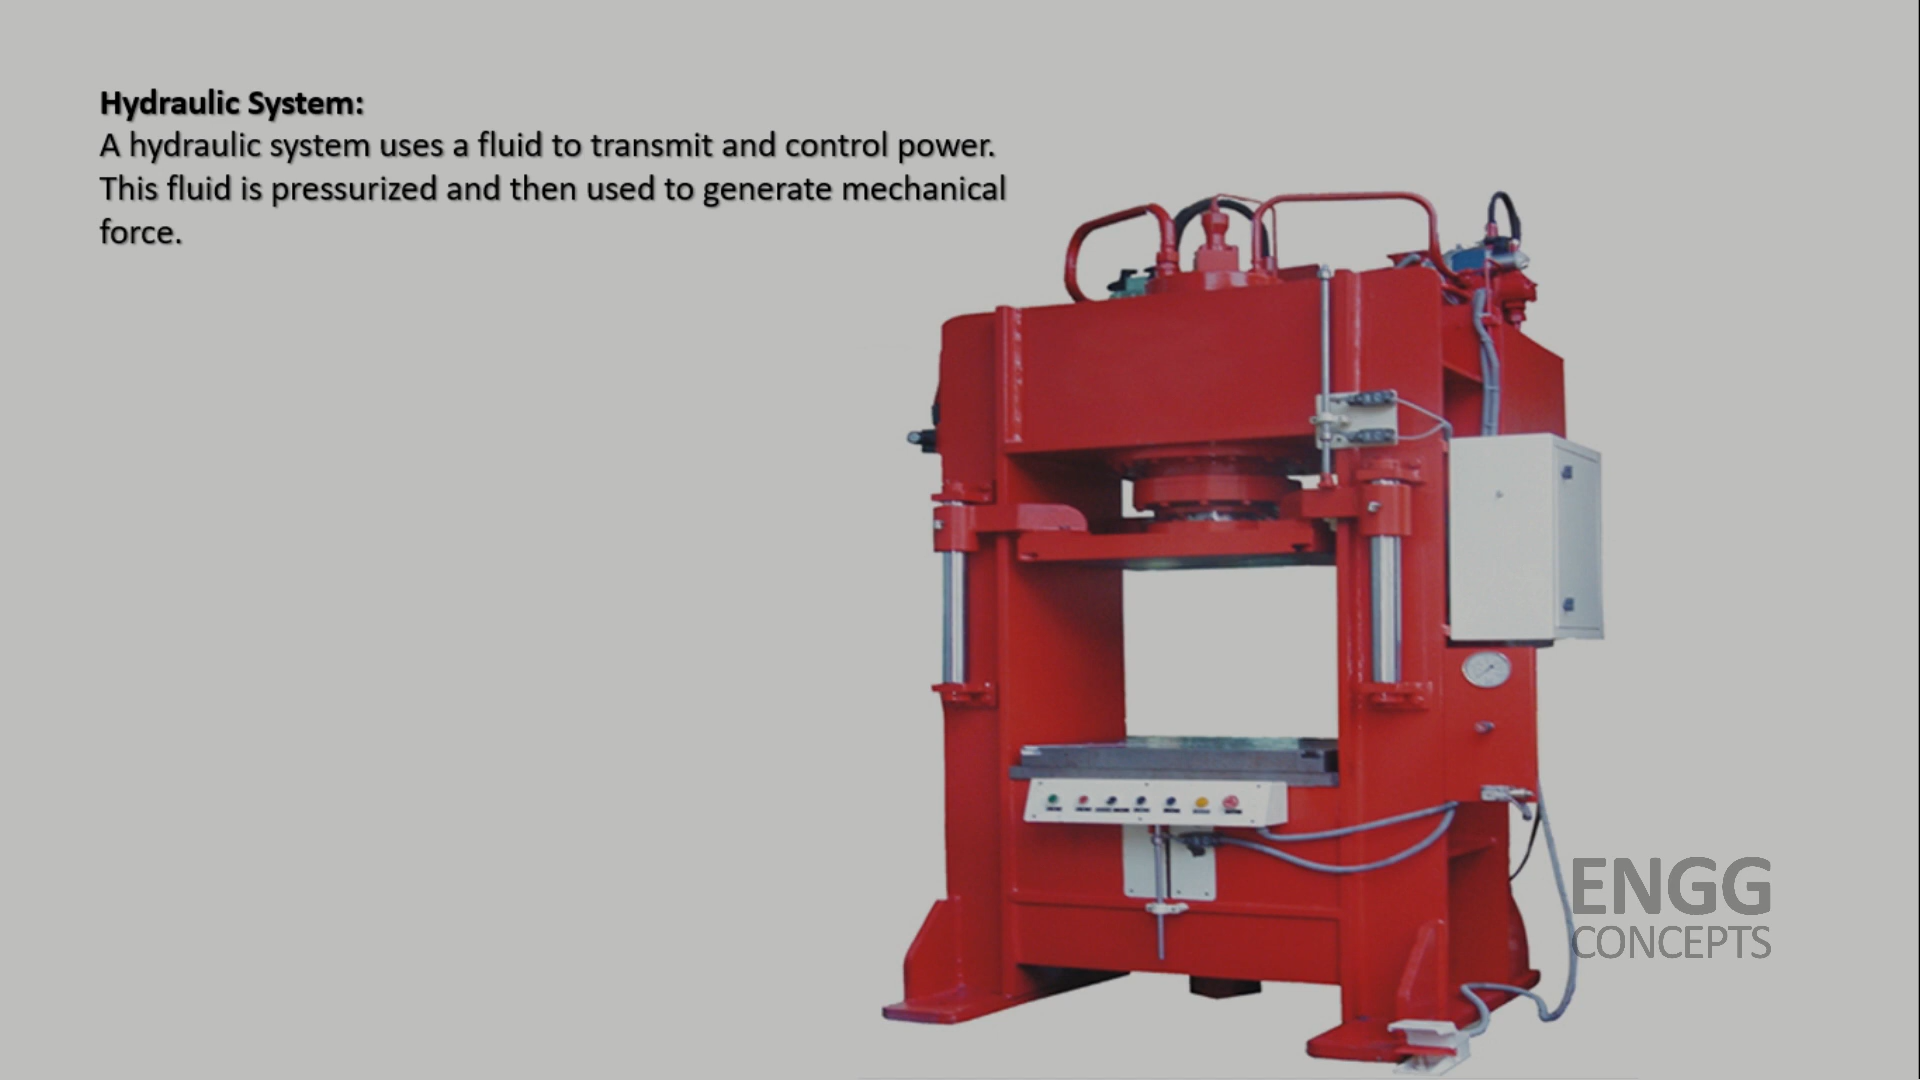 Hydraulic System:
A hydraulic system uses a fluid to transmit and control power.
This fluid is pressurized and then used to generate mechanical
force.
ENGG
CONCEPTS